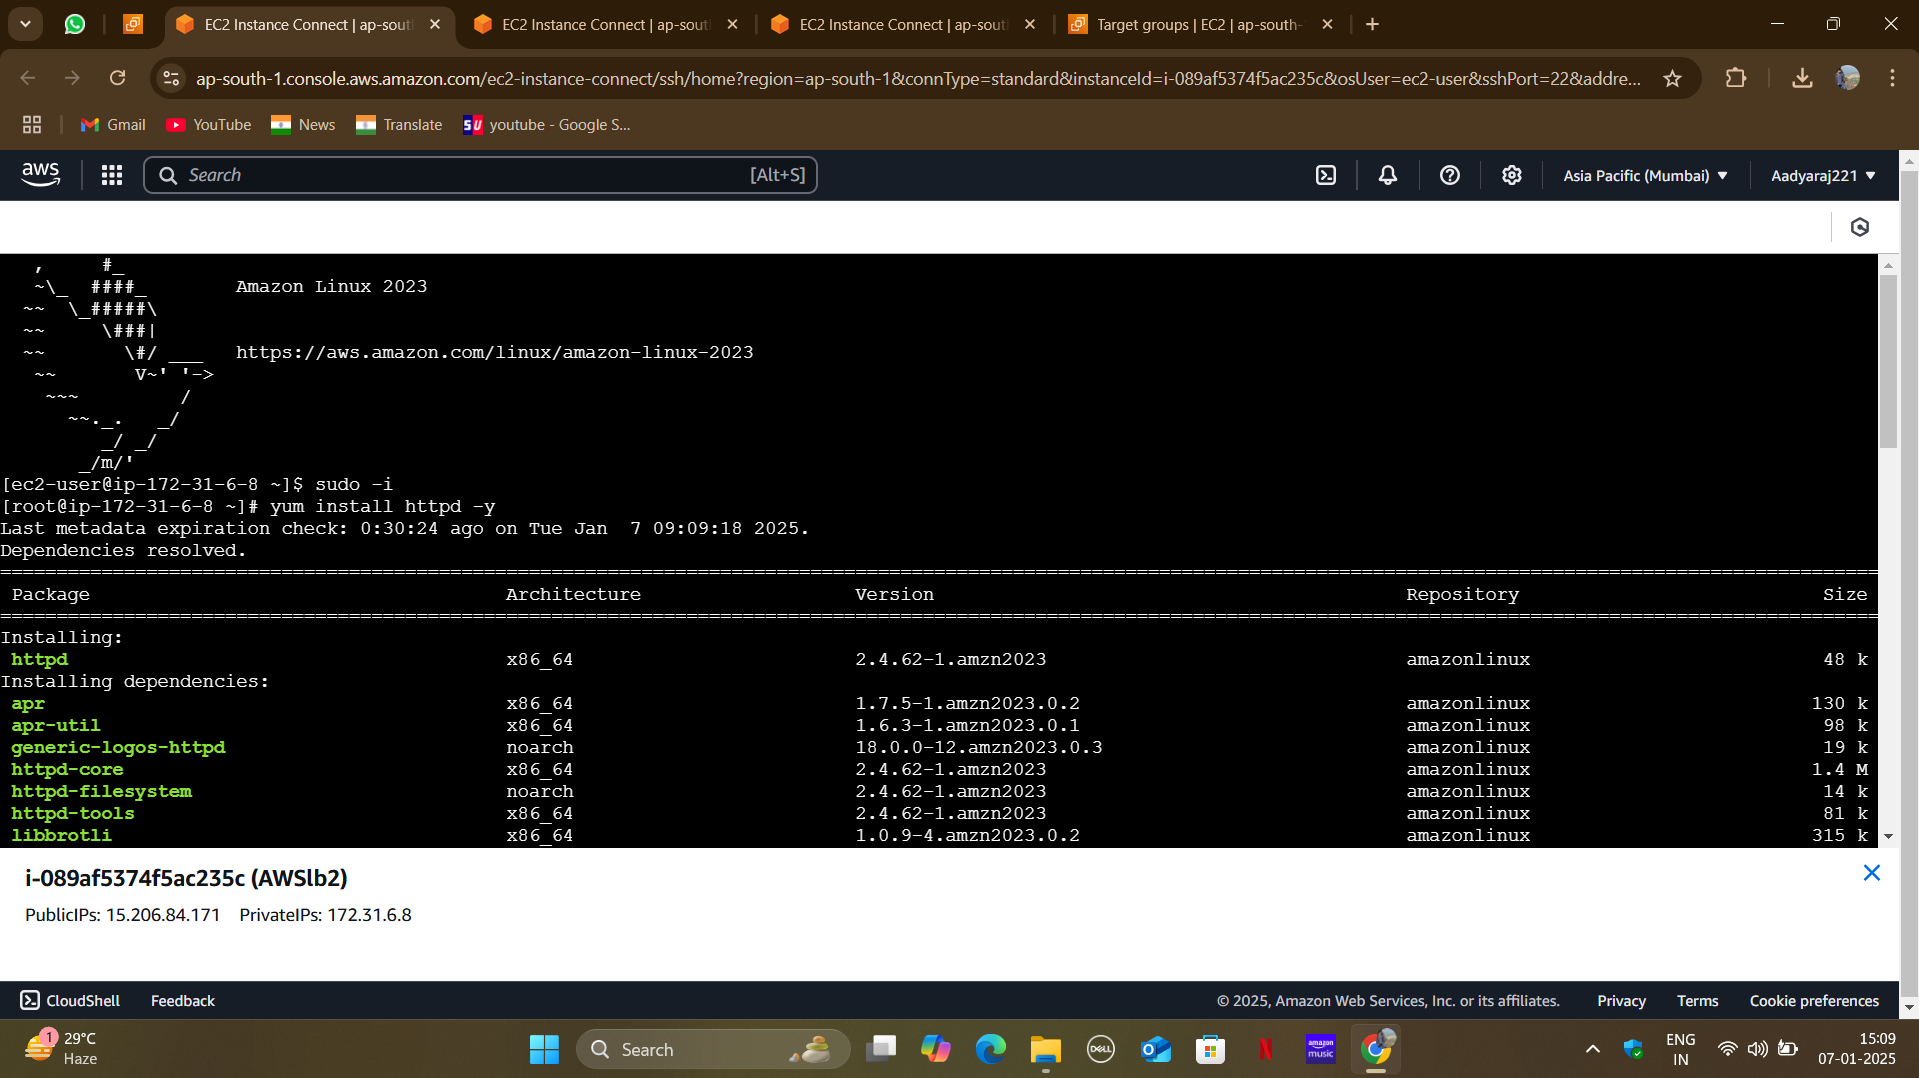 EC2 Instance Connect | ap-sout
EC2 Instance Connect | ap-sout
EC2 Instance Connect | ap-sout
Target groups | EC2 | ap-south-
ap-south-1.console.aws.amazon.com/ec2-instance-connect/ssh/home?region=ap-south-1&connType=standard&instanceId=i-089af5374f5ac235c&osUser=ec2-user&sshPort=22&addre...
Gmail YouTube News Translate SU youtube - Google S...
aws Search [Alt+S] Asia Pacific (Mumbai) ▼ Aadyaraj221 ▼
   ,     #_
   ~\_  ####_        Amazon Linux 2023
  ~~  \_#####\
  ~~     \###|
  ~~       \#/ ___   https://aws.amazon.com/linux/amazon-linux-2023
   ~~       V~' '->
    ~~~         /
      ~~._.   _/
         _/ _/
       _/m/'
[ec2-user@ip-172-31-6-8 ~]$ sudo -i
[root@ip-172-31-6-8 ~]# yum install httpd -y
Last metadata expiration check: 0:30:24 ago on Tue Jan  7 09:09:18 2025.
Dependencies resolved.
Package Architecture Version Repository Size
Installing:
httpd x86_64 2.4.62-1.amzn2023 amazonlinux 48 k
Installing dependencies:
apr x86_64 1.7.5-1.amzn2023.0.2 amazonlinux 130 k
apr-util x86_64 1.6.3-1.amzn2023.0.1 amazonlinux 98 k
generic-logos-httpd noarch 18.0.0-12.amzn2023.0.3 amazonlinux 19 k
httpd-core x86_64 2.4.62-1.amzn2023 amazonlinux 1.4 M
httpd-filesystem noarch 2.4.62-1.amzn2023 amazonlinux 14 k
httpd-tools x86_64 2.4.62-1.amzn2023 amazonlinux 81 k
libbrotli x86_64 1.0.9-4.amzn2023.0.2 amazonlinux 315 k
i-089af5374f5ac235c (AWSlb2)
PublicIPs: 15.206.84.171 PrivateIPs: 172.31.6.8
CloudShell Feedback © 2025, Amazon Web Services, Inc. or its affiliates. Privacy Terms Cookie preferences
1 29°C
Haze
Search
DELL
amazon music
ENG
IN
15:09
07-01-2025